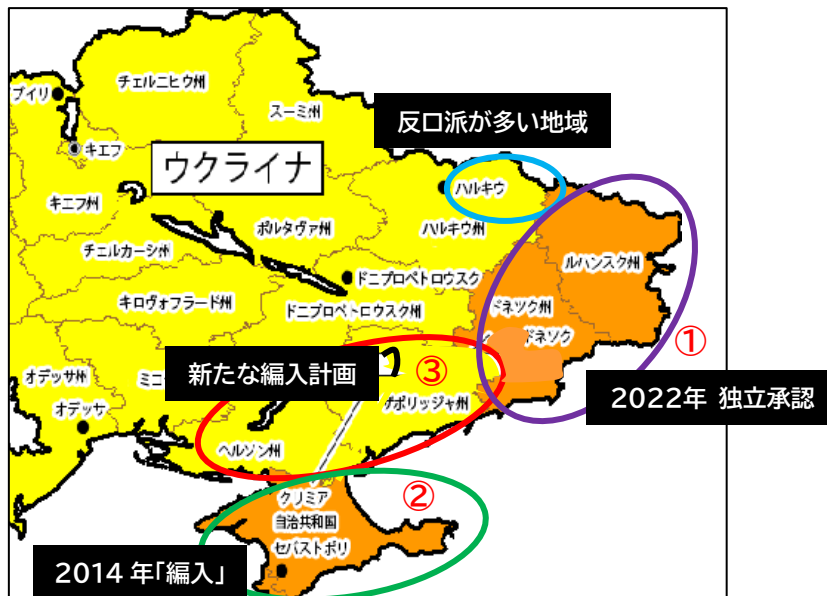 チェルニヒウ州
ブイリ
スーミ州
反ロ派が多い地域
キエフ
ウクライナ
ハルキウ
キエフ州
ポルタヴァ州
ハルキウ州
チェルカーシ州
ルハンスク州
ドニプロペトロウスク
キロヴォフラード州
ドニプロペトロウスク州
ドネツク州
ドネツク
①
新たな編入計画
③
オデッサ州
ミコ
ザポリッジャ州
2022年 独立承認
オデッサ
ヘルソン州
②
クリミア
自治共和国
セバストポリ
2014年「編入」